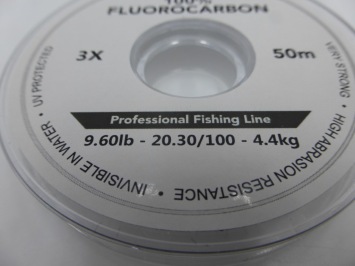 100%
FLUOROCARBON
3X
50m
Professional Fishing Line
9.60lb - 20.30/100 - 4.4kg
UV PROTECTED • INVISIBLE IN WATER • HIGH ABRASION RESISTANCE • VERY STRONG